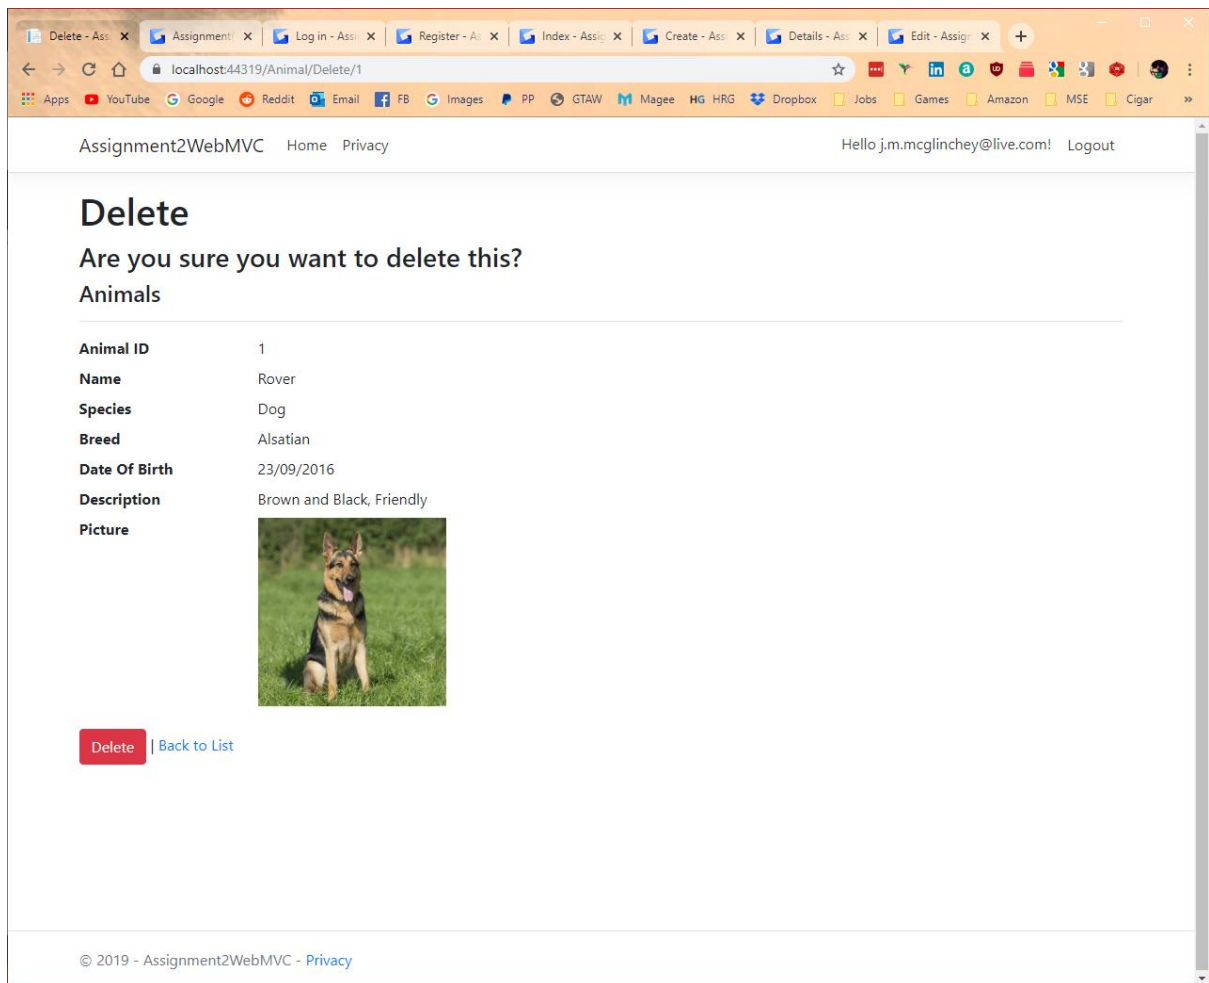 Delete - Ass
Assignment
Log in - Assi
Register - As
Index - Assig
Create - Ass
Details - Ass
Edit - Assign
localhost:44319/Animal/Delete/1
Apps YouTube Google Reddit Email FB Images PP GTAW Magee HG HRG Dropbox Jobs Games Amazon MSE Cigar »
Assignment2WebMVC Home Privacy Hello j.m.mcglinchey@live.com! Logout
Delete
Are you sure you want to delete this?
Animals
Animal ID 1
Name Rover
Species Dog
Breed Alsatian
Date Of Birth 23/09/2016
Description Brown and Black, Friendly
Picture
Delete | Back to List
© 2019 - Assignment2WebMVC - Privacy